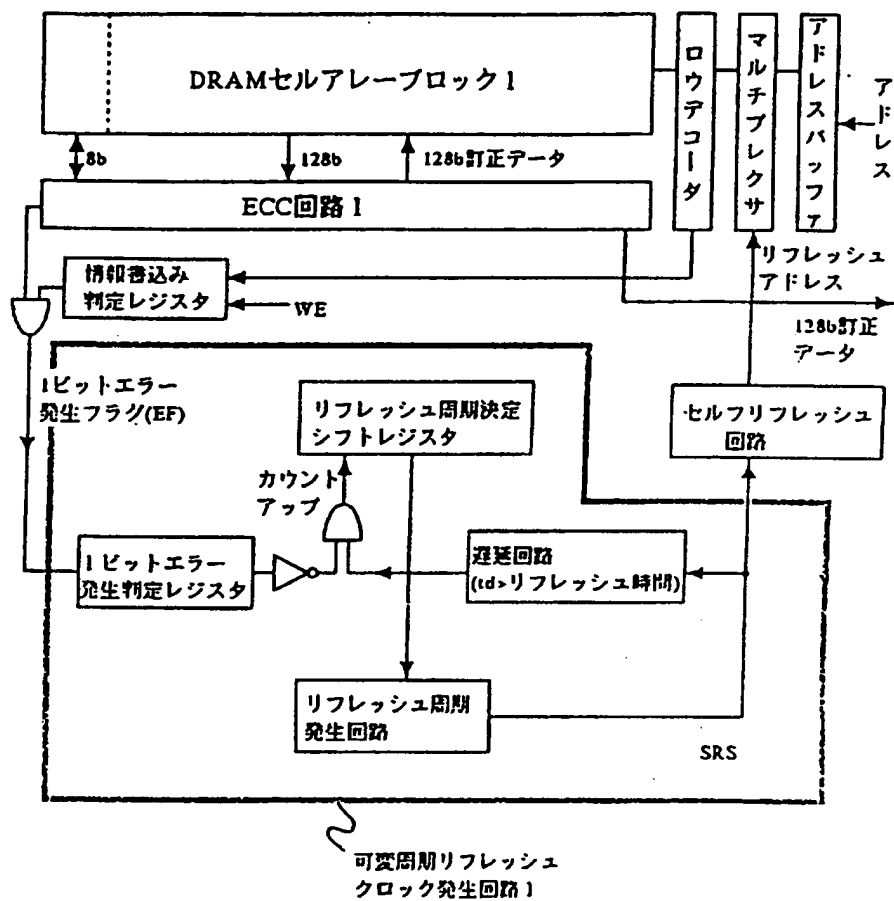 DRAMセルアレーブロック1
ロウデコータ
マルチプレクサ
アドレスバッファ
アドレス
8b
128b
128b訂正データ
ECC回路1
情報書込み
判定レジスタ
WE
リフレッシュ
アドレス
128b訂正
データ
1ビットエラー
発生フラグ(EF)
リフレッシュ周期決定
シフトレジスタ
セルフリフレッシュ
回路
カウント
アップ
1ビットエラー
発生判定レジスタ
遅延回路
(td>リフレッシュ時間)
リフレッシュ周期
発生回路
SRS
可変周期リフレッシュ
クロック発生回路1